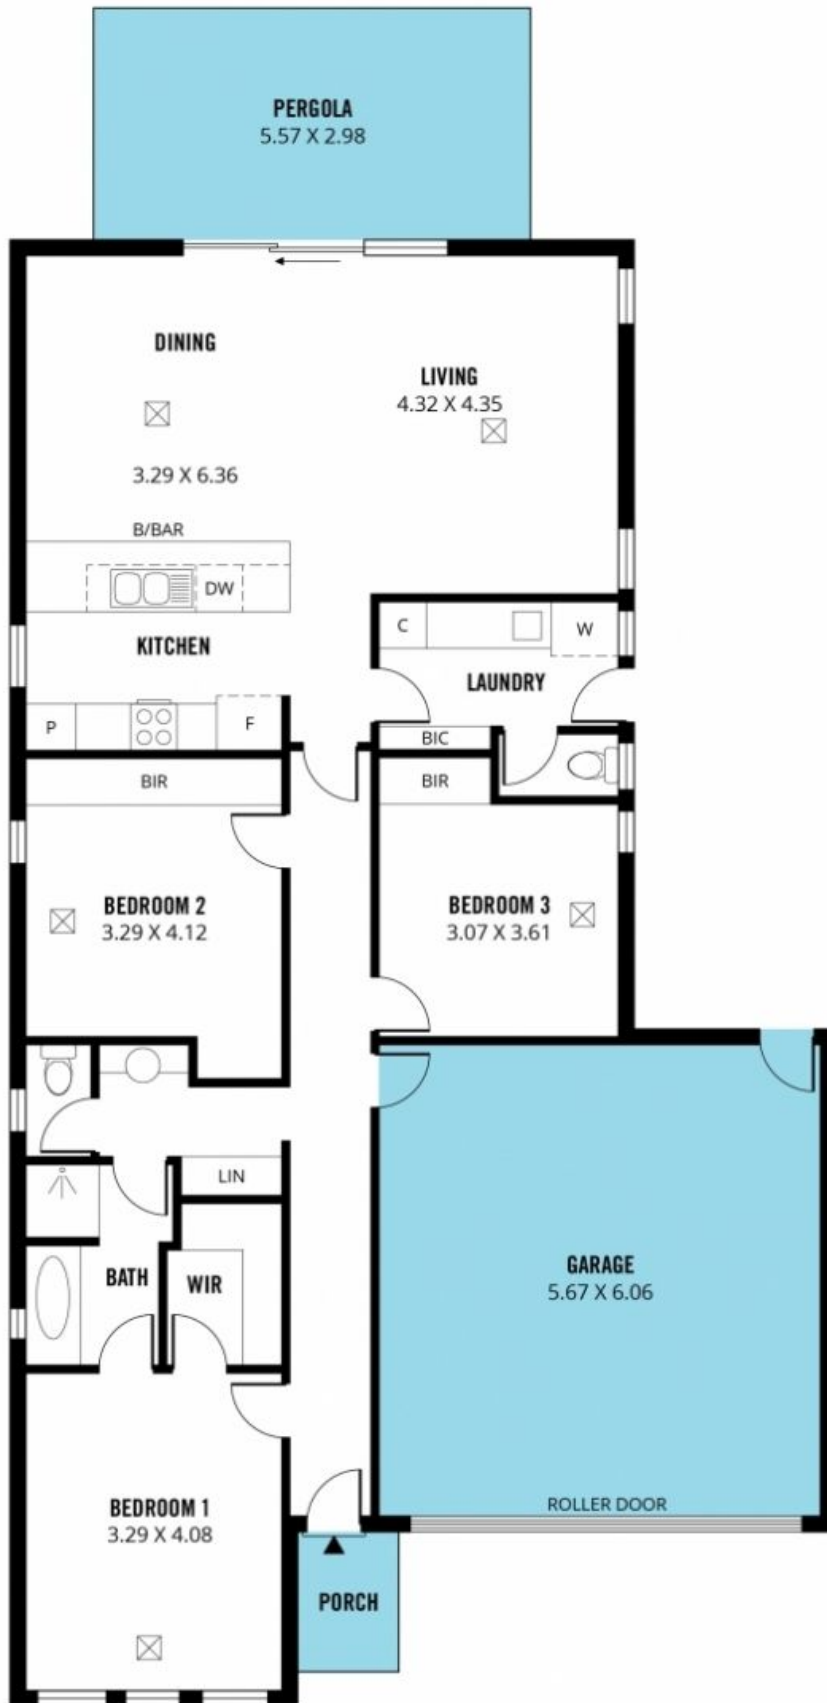 PERGOLA
5.57 X 2.98
DINING
LIVING
4.32 X 4.35
3.29 X 6.36
B/BAR
DW
C
W
KITCHEN
LAUNDRY
P
F
BIC
BIR
BIR
BEDROOM 2
3.29 X 4.12
BEDROOM 3
3.07 X 3.61
LIN
BATH
WIR
GARAGE
5.67 X 6.06
ROLLER DOOR
BEDROOM 1
3.29 X 4.08
PORCH